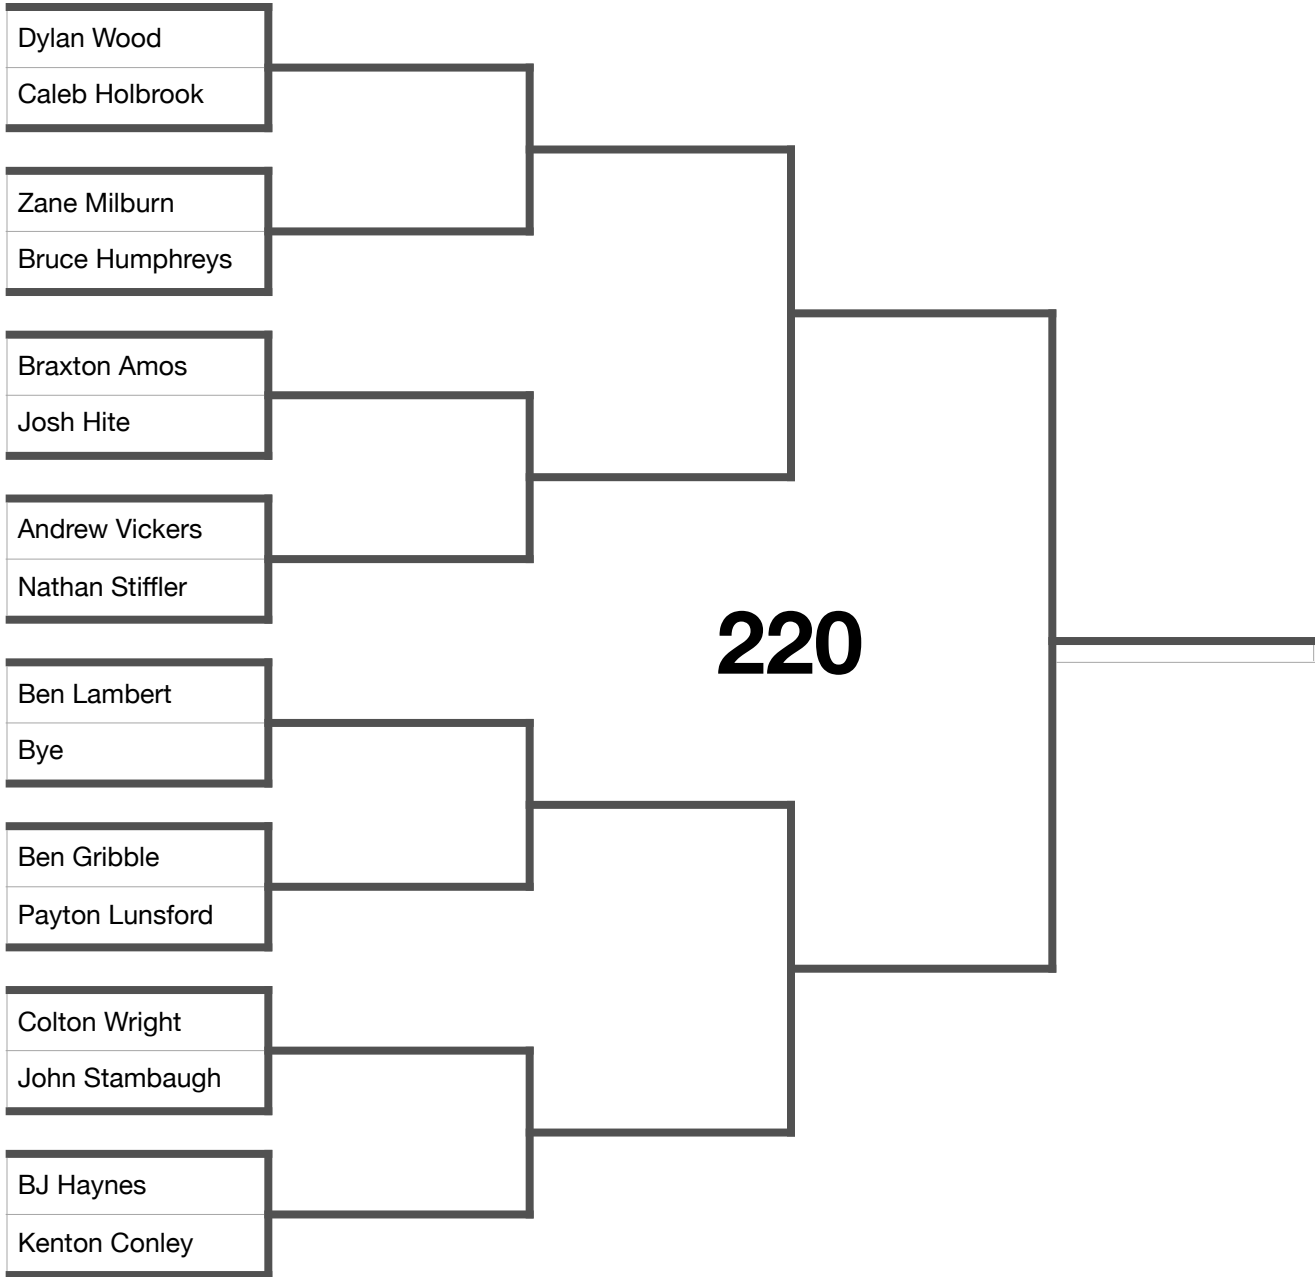 Dylan Wood
Caleb Holbrook
Zane Milburn
Bruce Humphreys
Braxton Amos
Josh Hite
Andrew Vickers
Nathan Stiffler
220
Ben Lambert
Bye
Ben Gribble
Payton Lunsford
Colton Wright
John Stambaugh
BJ Haynes
Kenton Conley